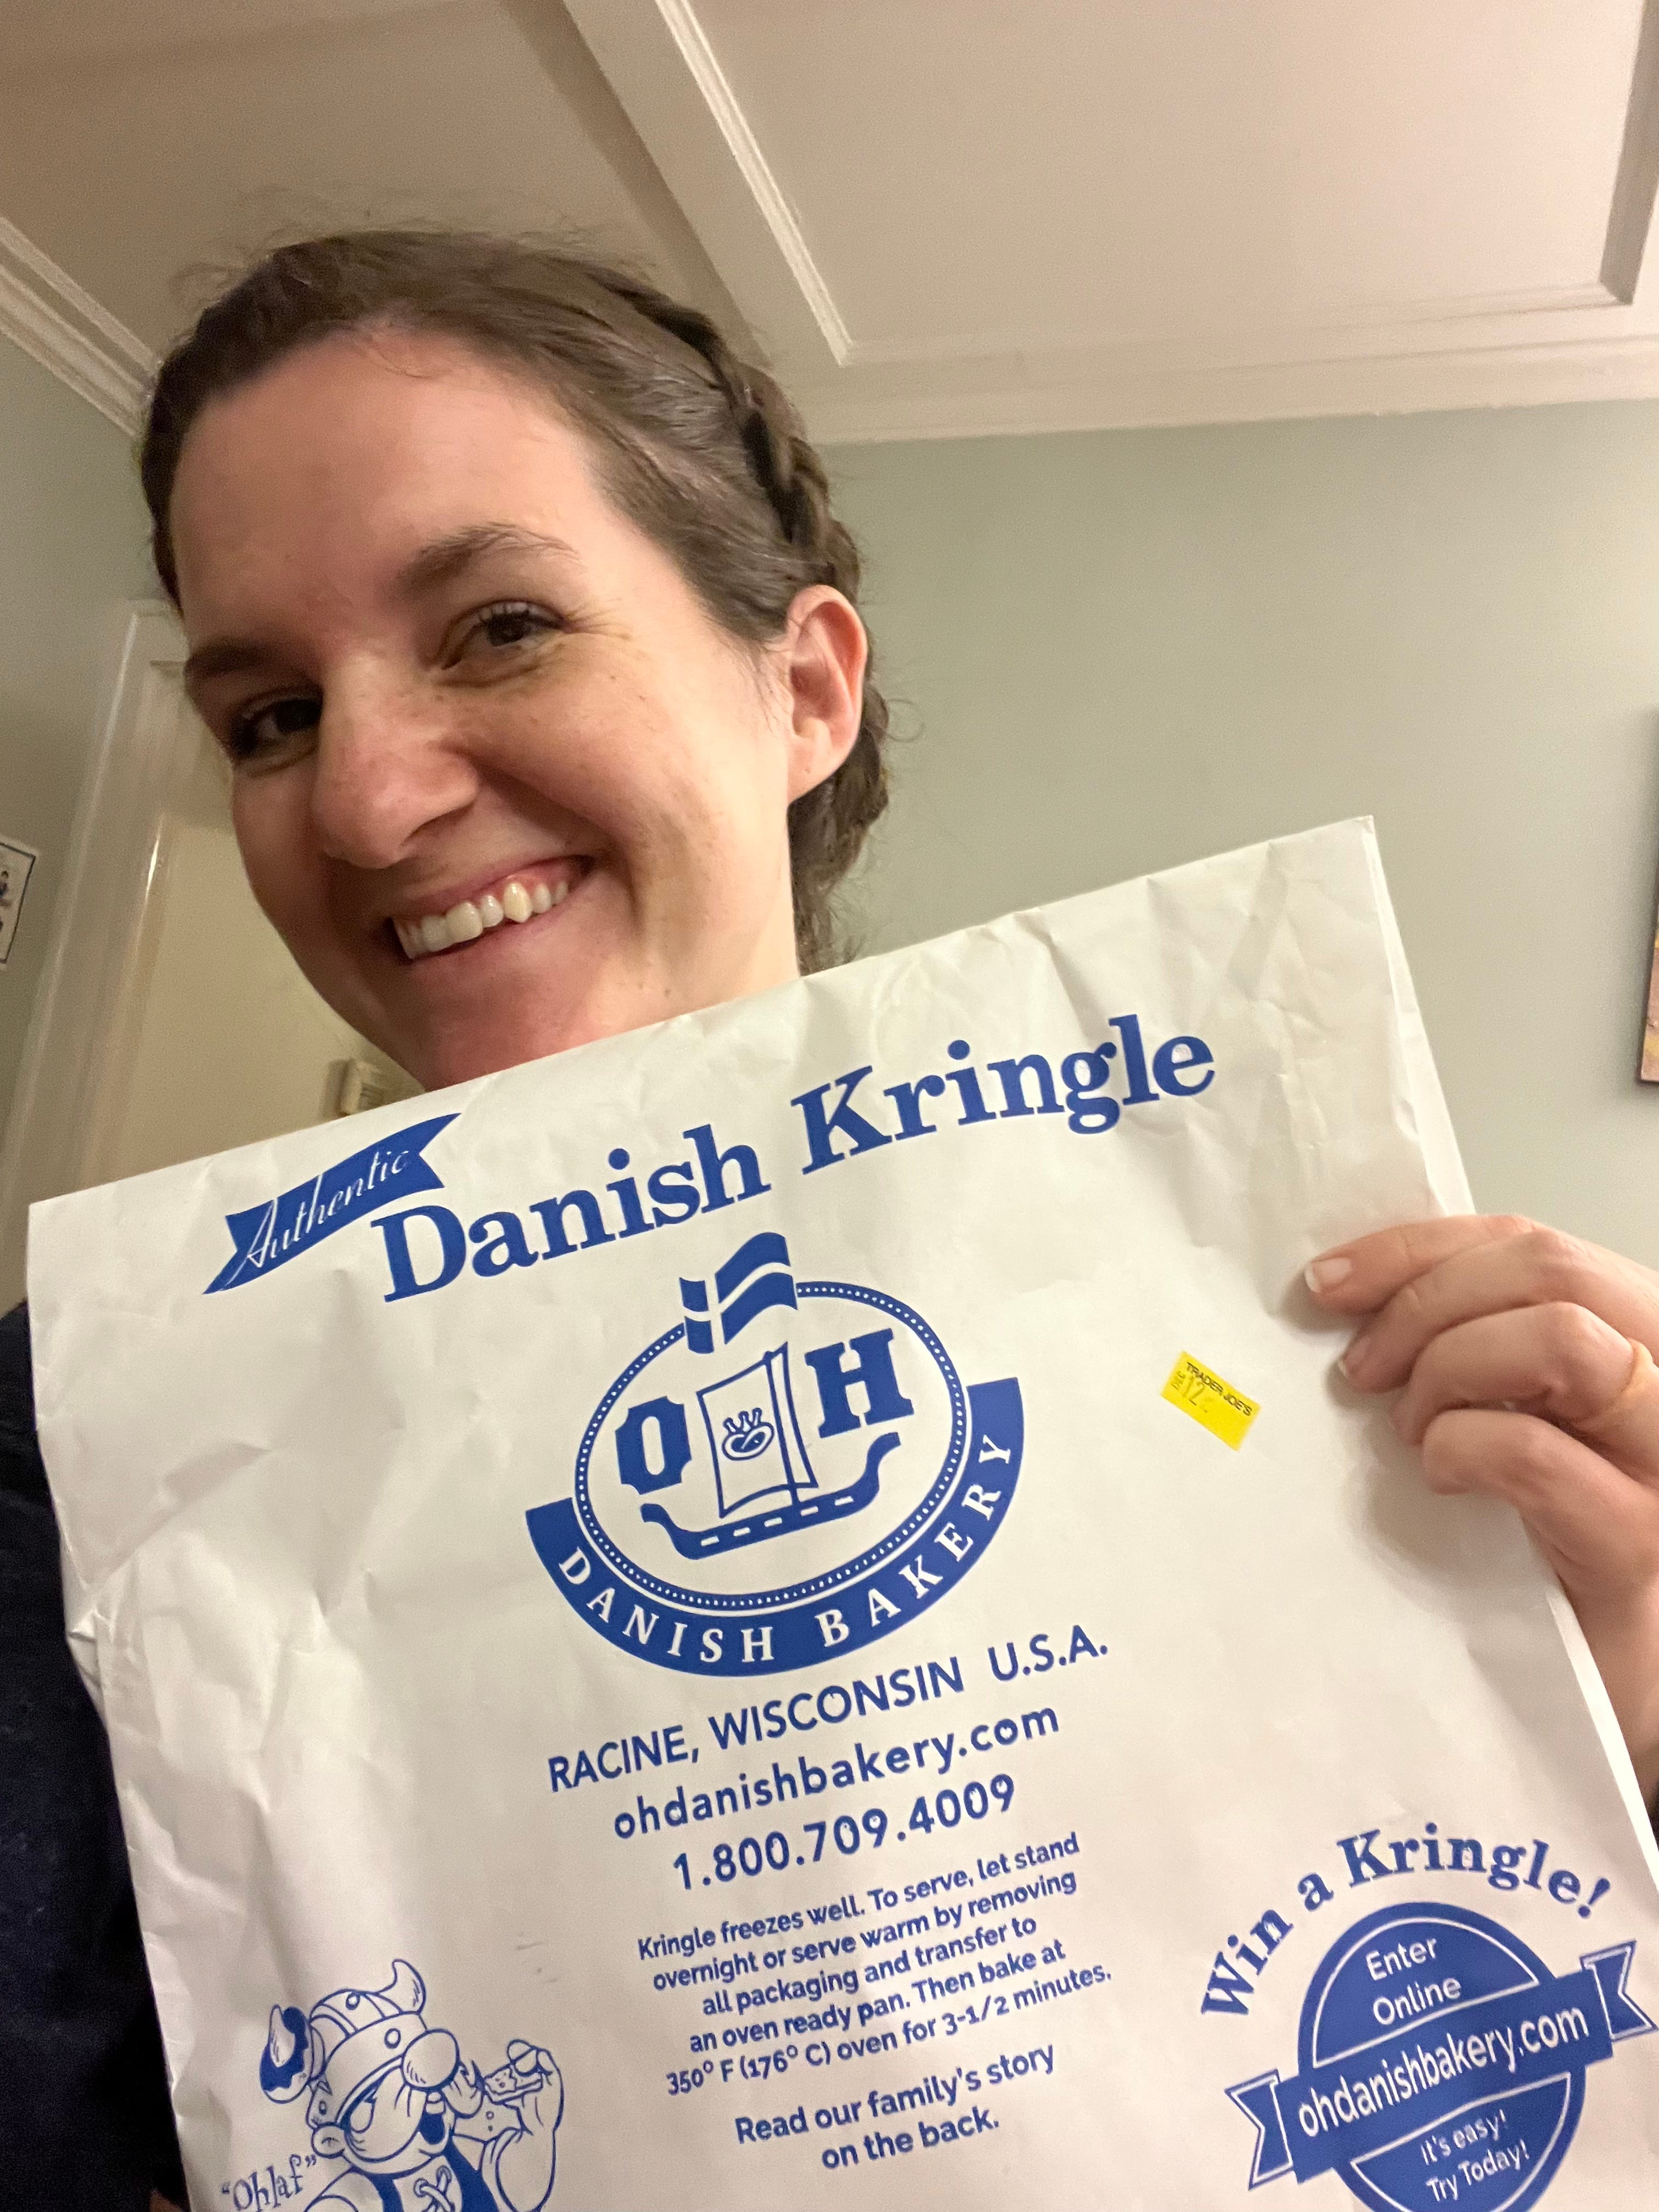 Authentic
Danish Kringle
O H
DANISH BAKERY
TRADER JOE'S
DEC 12
RACINE, WISCONSIN U.S.A.
ohdanishbakery.com
1.800.709.4009
Kringle freezes well. To serve, let stand
overnight or serve warm by removing
all packaging and transfer to
an oven ready pan. Then bake at
350° F (176° C) oven for 3-1/2 minutes.
Read our family's story
on the back.
Win a Kringle!
Enter
Online
ohdanishbakery.com
It's easy!
Try Today!
"Ohlaf"